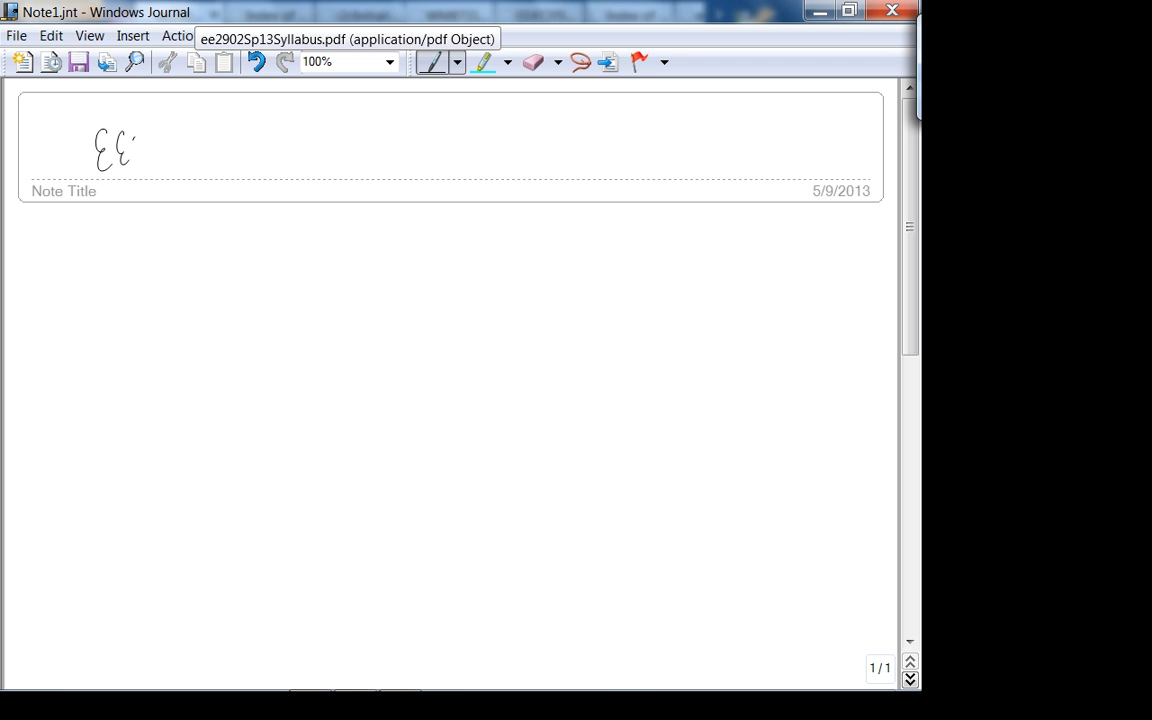 Note1.jnt - Windows Journal
File Edit View Insert Actio
ee2902Sp13Syllabus.pdf (application/pdf Object)
100%
EE
Note Title 5/9/2013
1/1